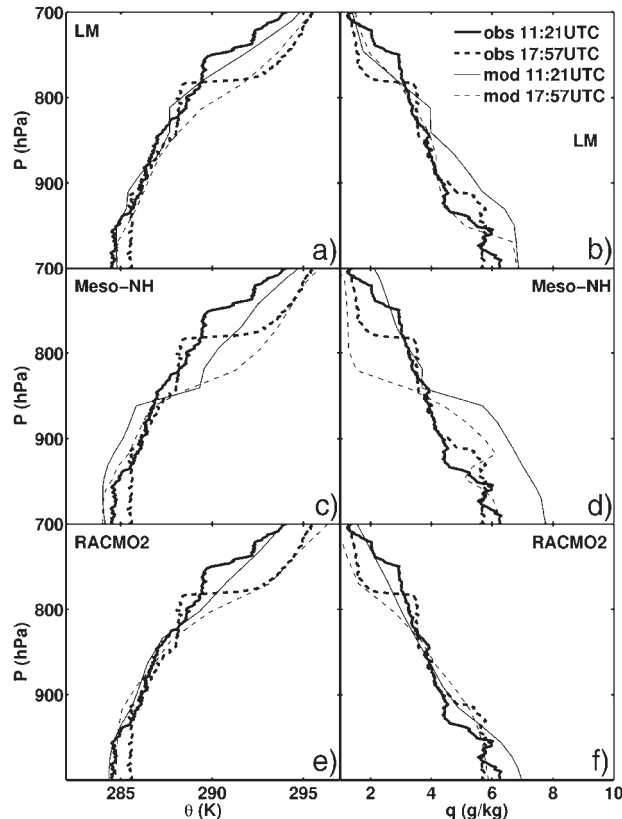 700
LM
obs 11:21UTC
obs 17:57UTC
mod 11:21UTC
mod 17:57UTC
800
P (hPa)
LM
900
a)
b)
700
Meso-NH
Meso-NH
800
P (hPa)
900
c)
d)
700
RACMO2
RACMO2
800
P (hPa)
900
e)
f)
285 290 295 2 4 6 8 10
θ (K) q (g/kg)